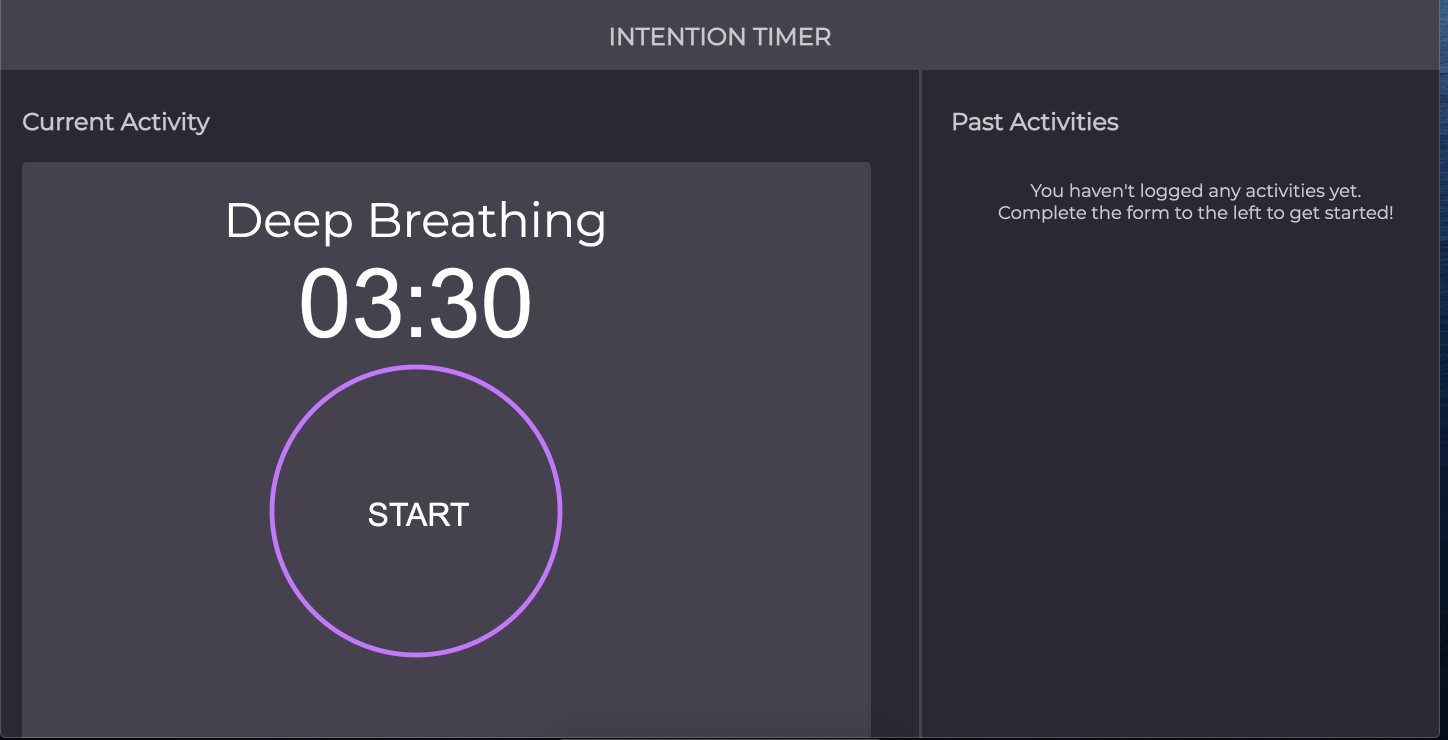 INTENTION TIMER
Current Activity
Deep Breathing
03:30
START
Past Activities
You haven't logged any activities yet.
Complete the form to the left to get started!